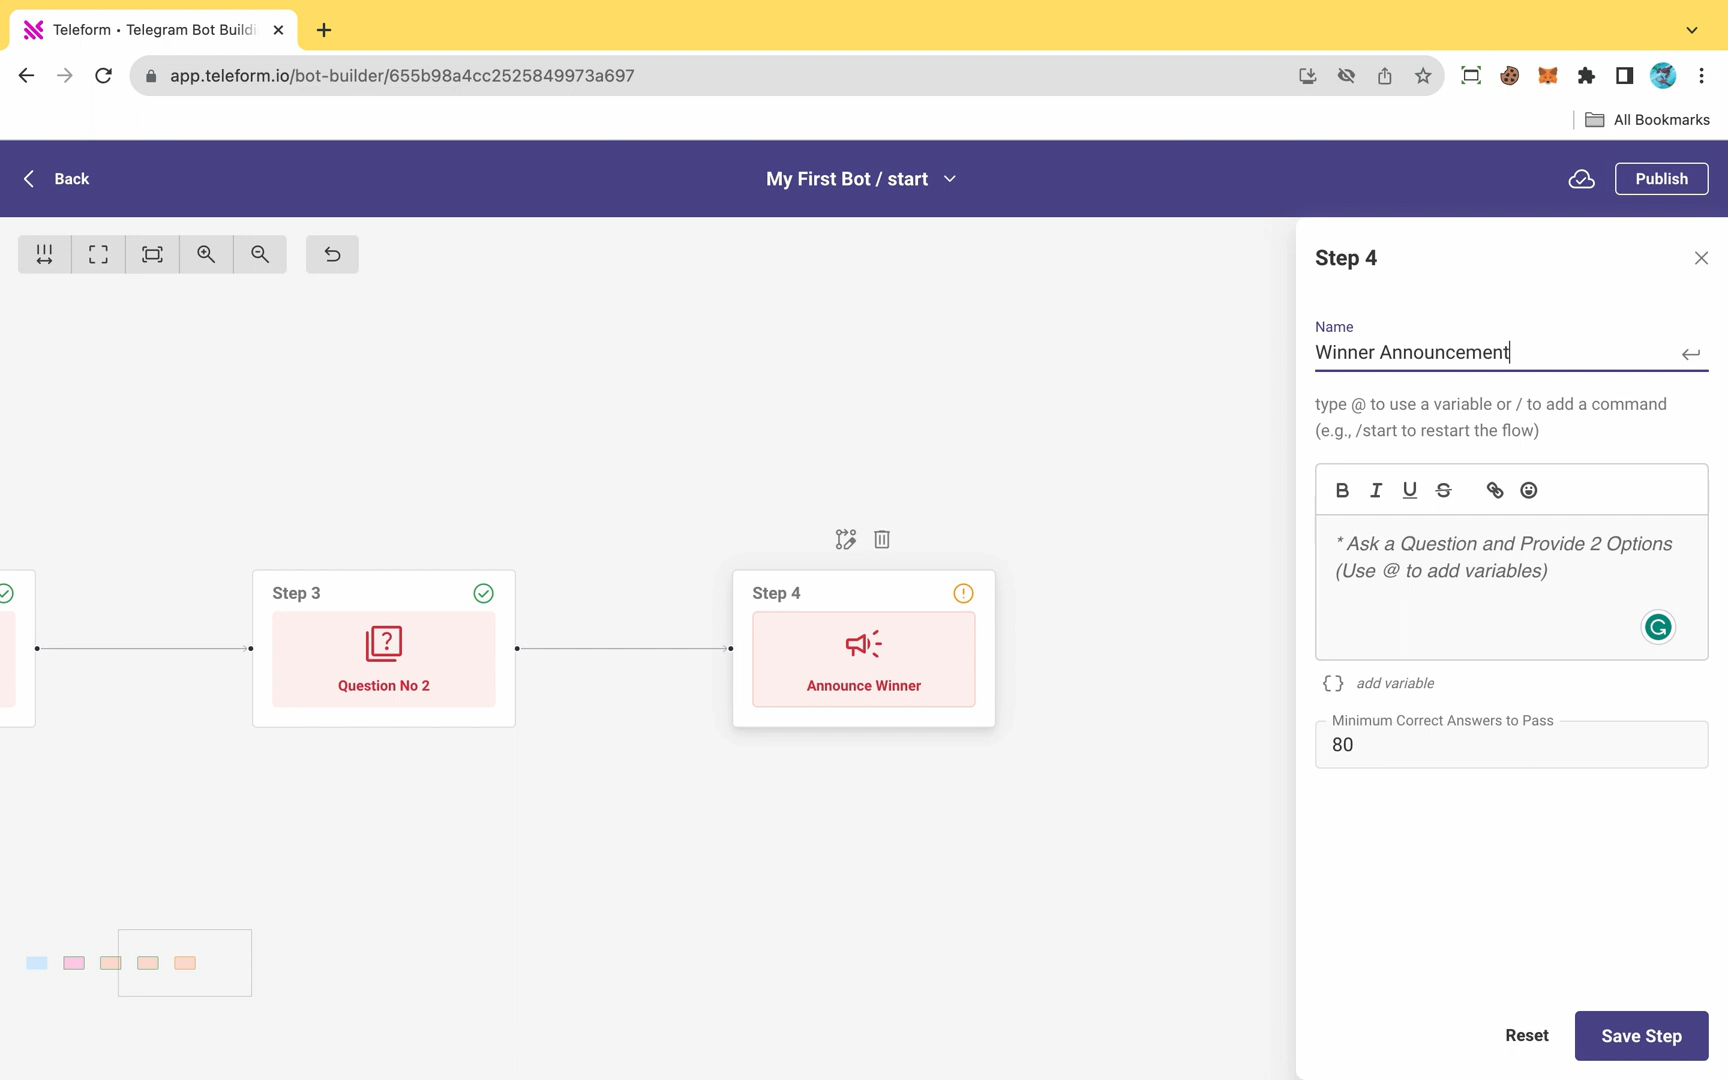 Teleform • Telegram Bot Buildi
app.teleform.io/bot-builder/655b98a4cc2525849973a697
All Bookmarks
Back
My First Bot / start
Publish
Step 4
Name
Winner Announcement
type @ to use a variable or / to add a command
(e.g., /start to restart the flow)
B I U S
* Ask a Question and Provide 2 Options
(Use @ to add variables)
{} add variable
Minimum Correct Answers to Pass
80
Step 3
Question No 2
Step 4
Announce Winner
Reset
Save Step